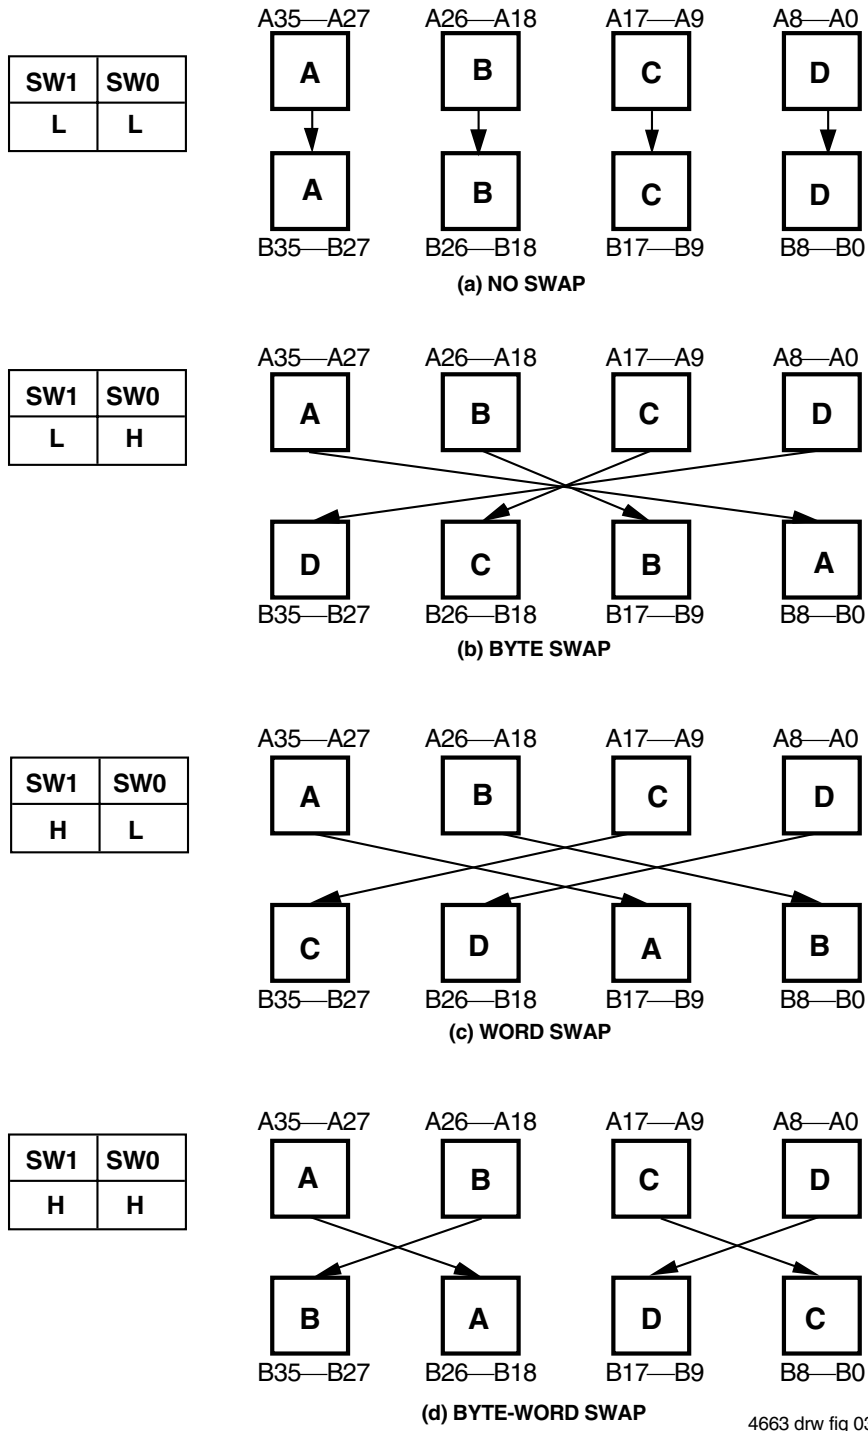 A35—A27 A26—A18 A17—A9 A8—A0
SW1 SW0
L L
A B C D
A B C D
B35—B27 B26—B18 B17—B9 B8—B0
(a) NO SWAP
A35—A27 A26—A18 A17—A9 A8—A0
SW1 SW0
L H
A B C D
D C B A
B35—B27 B26—B18 B17—B9 B8—B0
(b) BYTE SWAP
A35—A27 A26—A18 A17—A9 A8—A0
SW1 SW0
H L
A B C D
C D A B
B35—B27 B26—B18 B17—B9 B8—B0
(c) WORD SWAP
A35—A27 A26—A18 A17—A9 A8—A0
SW1 SW0
H H
A B C D
B A D C
B35—B27 B26—B18 B17—B9 B8—B0
(d) BYTE-WORD SWAP
4663 drw fig 03